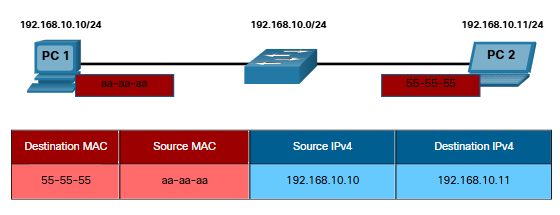 192.168.10.10/24
192.168.10.0/24
192.168.10.11/24
PC 1
PC 2
aa-aa-aa
55-55-55
Destination MAC Source MAC Source IPv4 Destination IPv4
55-55-55 aa-aa-aa 192.168.10.10 192.168.10.11